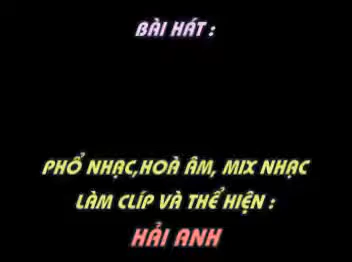 BÀI HÁT :
PHỔ NHẠC,HOÀ ÂM, MIX NHẠC
LÀM CLÍP VÀ THỂ HIỆN :
HẢI ANH